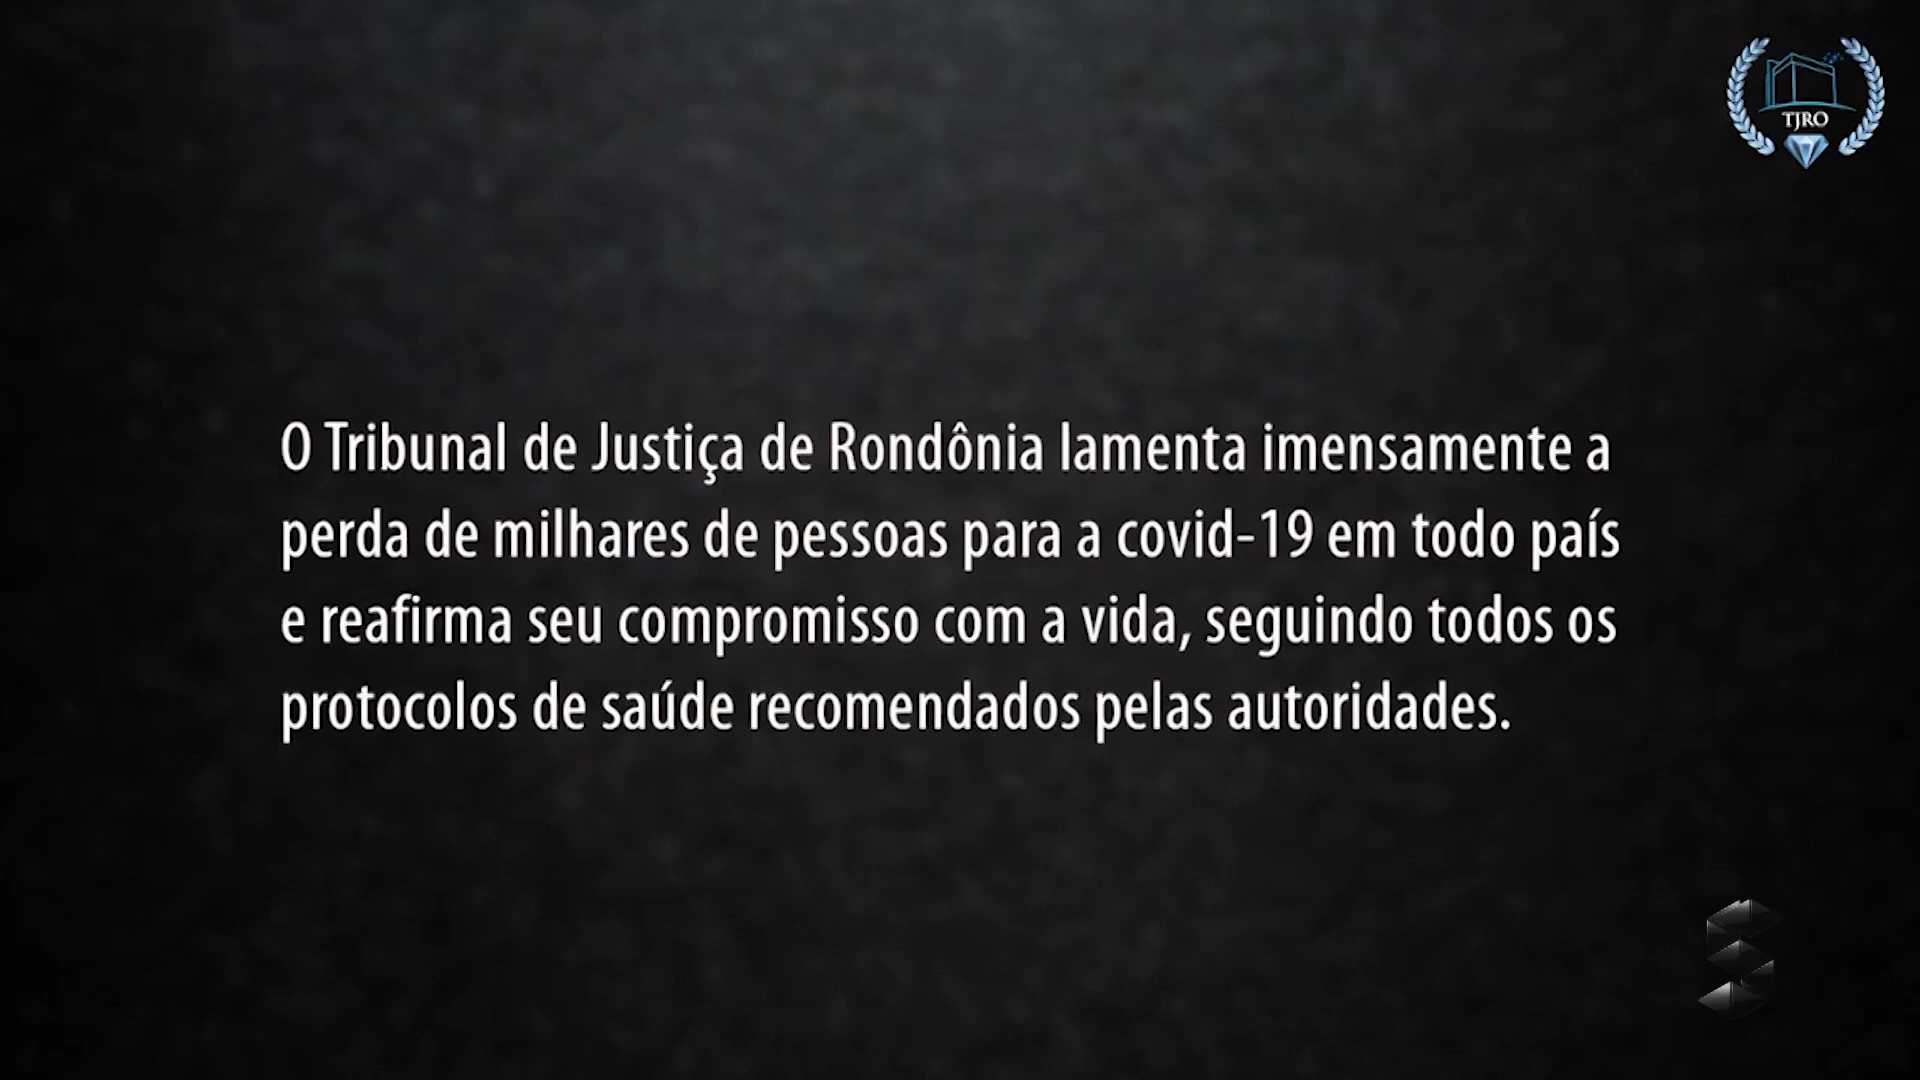 TJRO
O Tribunal de Justiça de Rondônia lamenta imensamente a
perda de milhares de pessoas para a covid-19 em todo país
e reafirma seu compromisso com a vida, seguindo todos os
protocolos de saúde recomendados pelas autoridades.